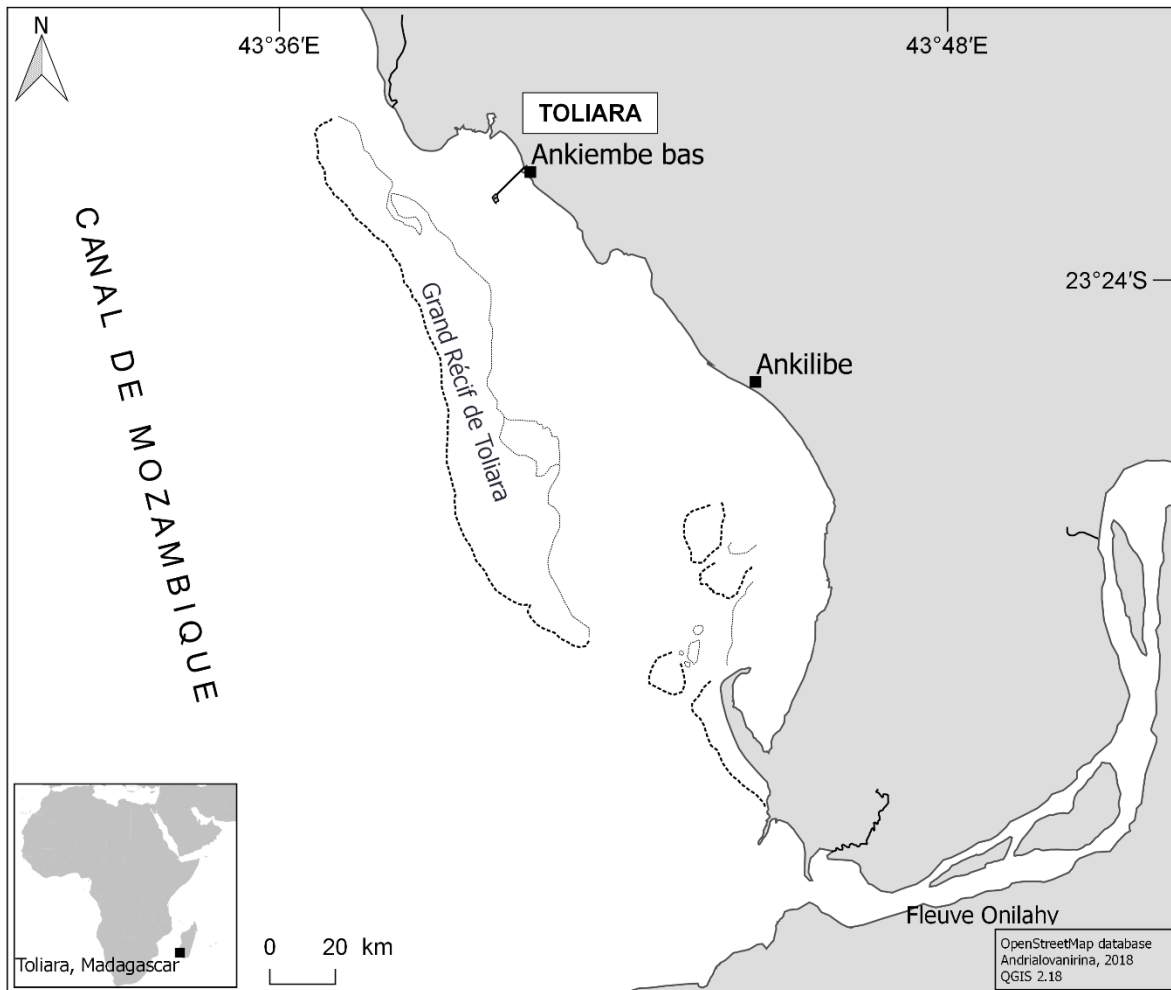 N
43°36′E
43°48′E
TOLIARA
Ankiembe bas
23°24′S
CANAL DE MOZAMBIQUE
Grand Récif de Toliara
Ankilibe
Fleuve Onilahy
Toliara, Madagascar
0 20 km
OpenStreetMap database
Andrialovanirina, 2018
QGIS 2.18